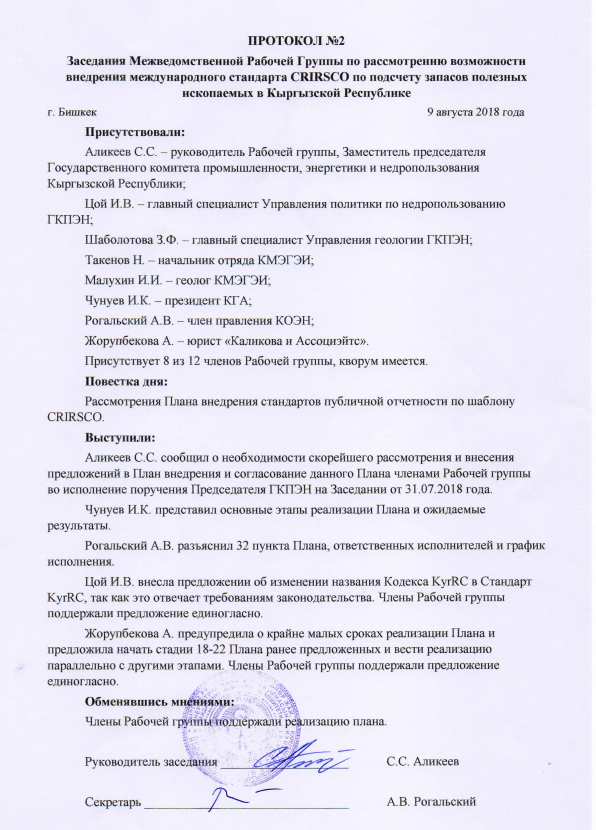 ПРОТОКОЛ №2
Заседания Межведомственной Рабочей Группы по рассмотрению возможности
внедрения международного стандарта CRIRSCO по подсчету запасов полезных
ископаемых в Кыргызской Республике
г. Бишкек 9 августа 2018 года
Присутствовали:
Аликеев С.С. – руководитель Рабочей группы, Заместитель председателя
Государственного комитета промышленности, энергетики и недропользования
Кыргызской Республики;
Цой И.В. – главный специалист Управления политики по недропользованию
ГКПЭН;
Шаболотова З.Ф. – главный специалист Управления геологии ГКПЭН;
Такенов Н. – начальник отряда КМЭГЭИ;
Малухин И.И. – геолог КМЭГЭИ;
Чунуев И.К. – президент КГА;
Рогальский А.В. – член правления КОЭН;
Жорупбекова А. – юрист «Каликова и Ассоциэйтс».
Присутствует 8 из 12 членов Рабочей группы, кворум имеется.
Повестка дня:
Рассмотрения Плана внедрения стандартов публичной отчетности по шаблону
CRIRSCO.
Выступили:
Аликеев С.С. сообщил о необходимости скорейшего рассмотрения и внесения
предложений в План внедрения и согласование данного Плана членами Рабочей группы
во исполнение поручения Председателя ГКПЭН на Заседании от 31.07.2018 года.
Чунуев И.К. представил основные этапы реализации Плана и ожидаемые
результаты.
Рогальский А.В. разъяснил 32 пункта Плана, ответственных исполнителей и график
исполнения.
Цой И.В. внесла предложении об изменении названия Кодекса KyrRC в Стандарт
KyrRC, так как это отвечает требованиям законодательства. Члены Рабочей группы
поддержали предложение единогласно.
Жорупбекова А. предупредила о крайне малых сроках реализации Плана и
предложила начать стадии 18-22 Плана ранее предложенных и вести реализацию
параллельно с другими этапами. Члены Рабочей группы поддержали предложение
единогласно.
Обменявшись мнениями:
Члены Рабочей группы поддержали реализацию плана.
Руководитель заседания С.С. Аликеев
Секретарь А.В. Рогальский